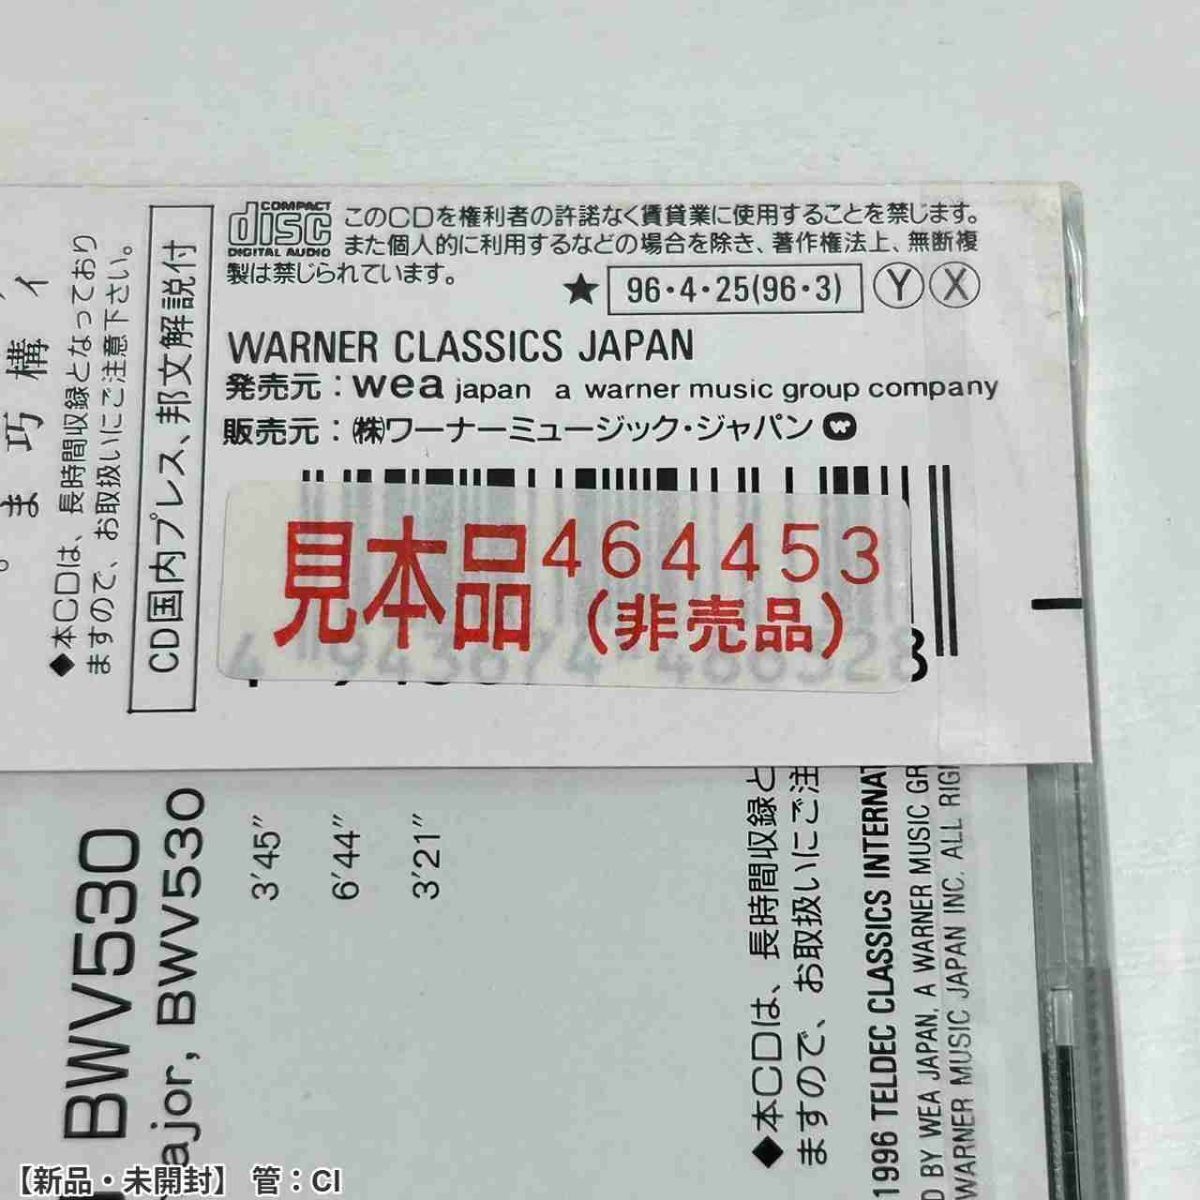 COMPACT
disc
DIGITAL AUDIO
このCDを権利者の許諾なく賃貸業に使用することを禁じます。
また個人的に利用するなどの場合を除き、著作権法上、無断複
製は禁じられています。
★ 96・4・25(96・3) Y X
WARNER CLASSICS JAPAN
発売元：wea japan a warner music group company
販売元：㈱ワーナーミュージック・ジャパン
見本品464453
(非売品)
CD国内プレス、邦文解説付
◆本CDは、長時間収録となっており
ますので、お取扱いにご注意下さい。
ィ
構
巧
ま
BWV530
ajor, BWV530
3′45″
6′44″
3′21″
◆本CDは、長時間収録と
ますので、お取扱いにご注
1996 TELDEC CLASSICS INTERNAT
D BY WEA JAPAN, A WARNER MUSIC GR
WARNER MUSIC JAPAN INC. ALL RIG
【新品・未開封】 管：CI